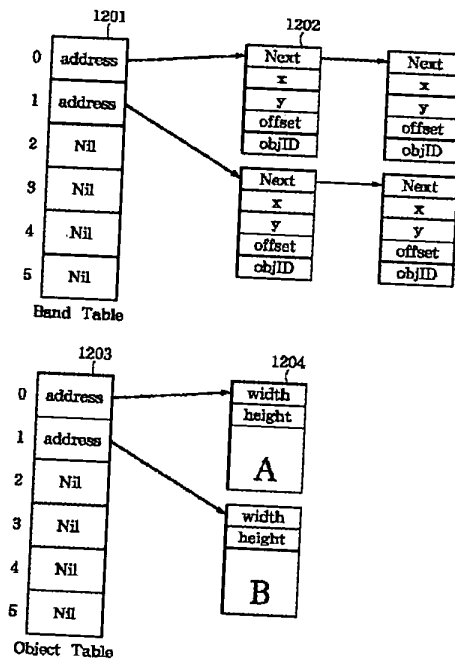 1201
0 address
1 address
2 Nil
3 Nil
4 Nil
5 Nil
Band Table
1202
Next
x
y
offset
objID
Next
x
y
offset
objID
Next
x
y
offset
objID
Next
x
y
offset
objID
1203
0 address
1 address
2 Nil
3 Nil
4 Nil
5 Nil
Object Table
1204
width
height
A
width
height
B